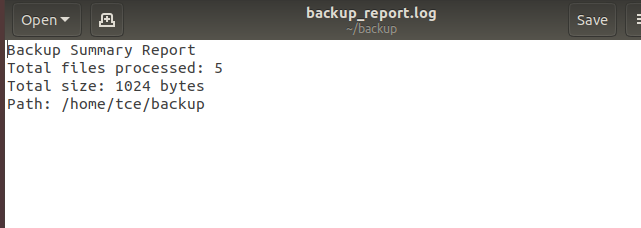 Open
backup_report.log
~/backup
Save
Backup Summary Report
Total files processed: 5
Total size: 1024 bytes
Path: /home/tce/backup